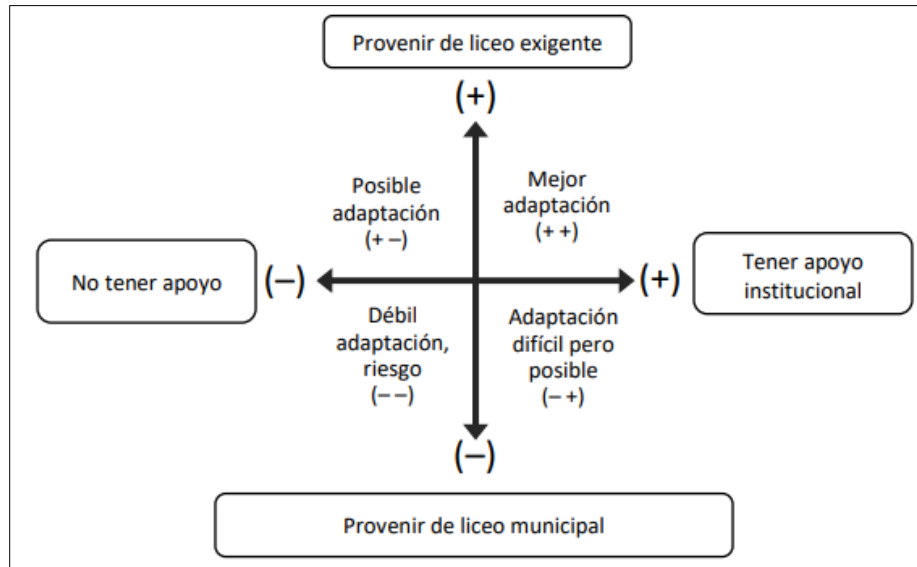 Provenir de liceo exigente
(+)
Posible
adaptación
(+ –)
Mejor
adaptación
(+ +)
No tener apoyo
(–)
(+)
Tener apoyo
institucional
Débil
adaptación,
riesgo
(– –)
Adaptación
difícil pero
posible
(– +)
(–)
Provenir de liceo municipal